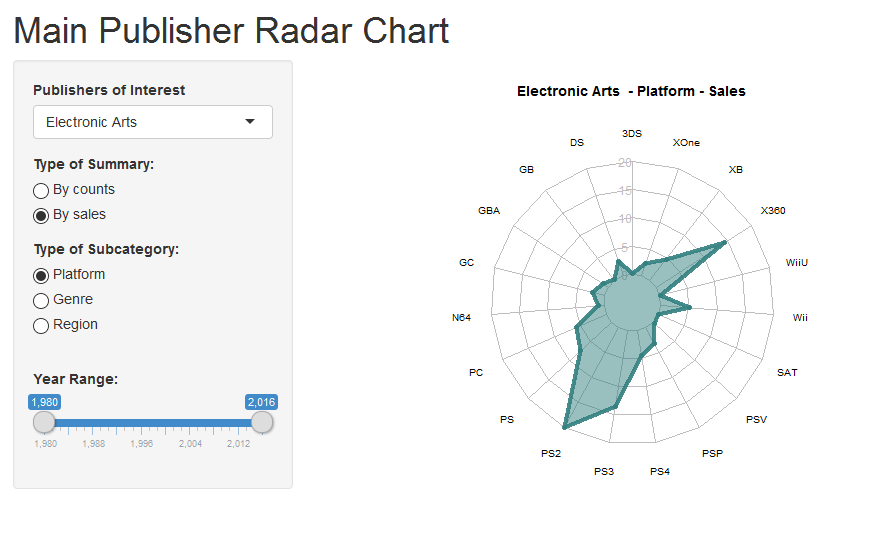 Main Publisher Radar Chart
Publishers of Interest
Electronic Arts
Type of Summary:
By counts
By sales
Type of Subcategory:
Platform
Genre
Region
Year Range:
1,980 2,016
1,980 1,988 1,996 2,004 2,012
Electronic Arts - Platform - Sales
3DS
DS XOne
GB XB
GBA X360
GC WiiU
N64 Wii
PC SAT
PS PSV
PS2 PSP
PS3 PS4
20
15
10
5
0